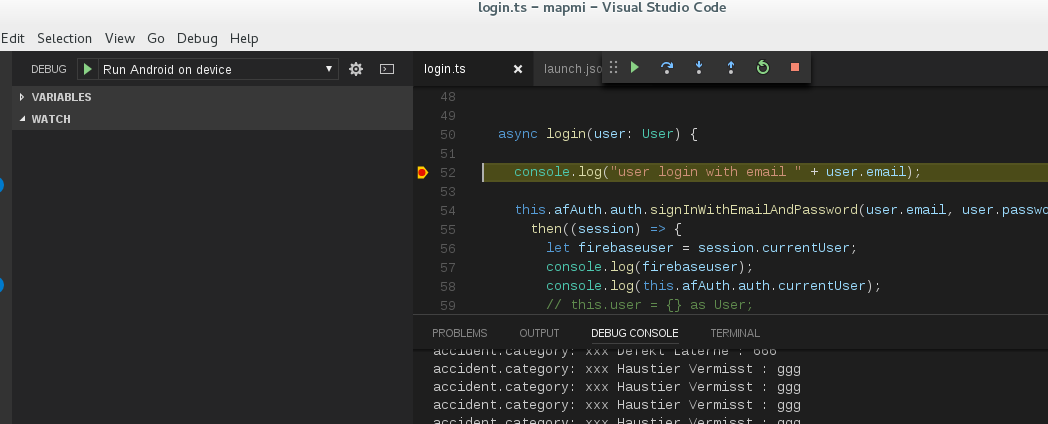 login.ts – mapmi – Visual Studio Code
Edit Selection View Go Debug Help
DEBUG Run Android on device
login.ts launch.jso
VARIABLES
WATCH
48
49
50 async login(user: User) {
51
52 console.log("user login with email " + user.email);
53
54 this.afAuth.auth.signInWithEmailAndPassword(user.email, user.passwo
55 then((session) => {
56 let firebaseuser = session.currentUser;
57 console.log(firebaseuser);
58 console.log(this.afAuth.auth.currentUser);
59 // this.user = {} as User;
PROBLEMS OUTPUT DEBUG CONSOLE TERMINAL
accident.category: xxx Defekt Laterne : 666
accident.category: xxx Haustier Vermisst : ggg
accident.category: xxx Haustier Vermisst : ggg
accident.category: xxx Haustier Vermisst : ggg
accident.category: xxx Haustier Vermisst : ggg